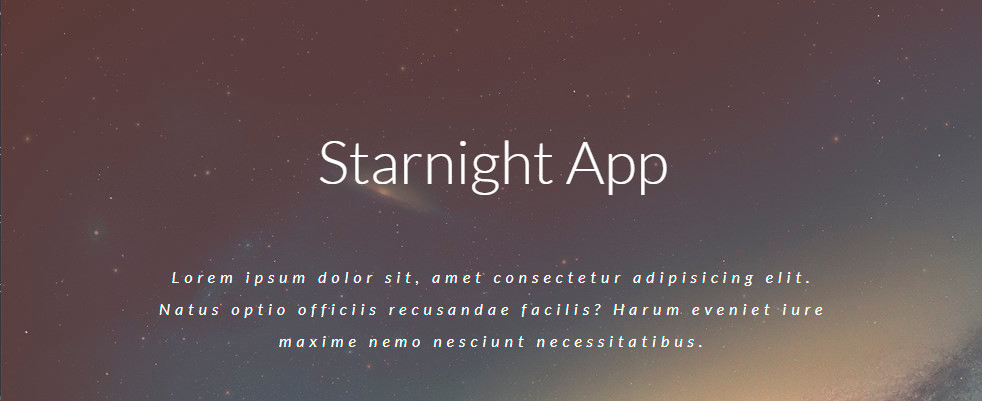 Starnight App
Lorem ipsum dolor sit, amet consectetur adipisicing elit.
Natus optio officiis recusandae facilis? Harum eveniet iure
maxime nemo nesciunt necessitatibus.